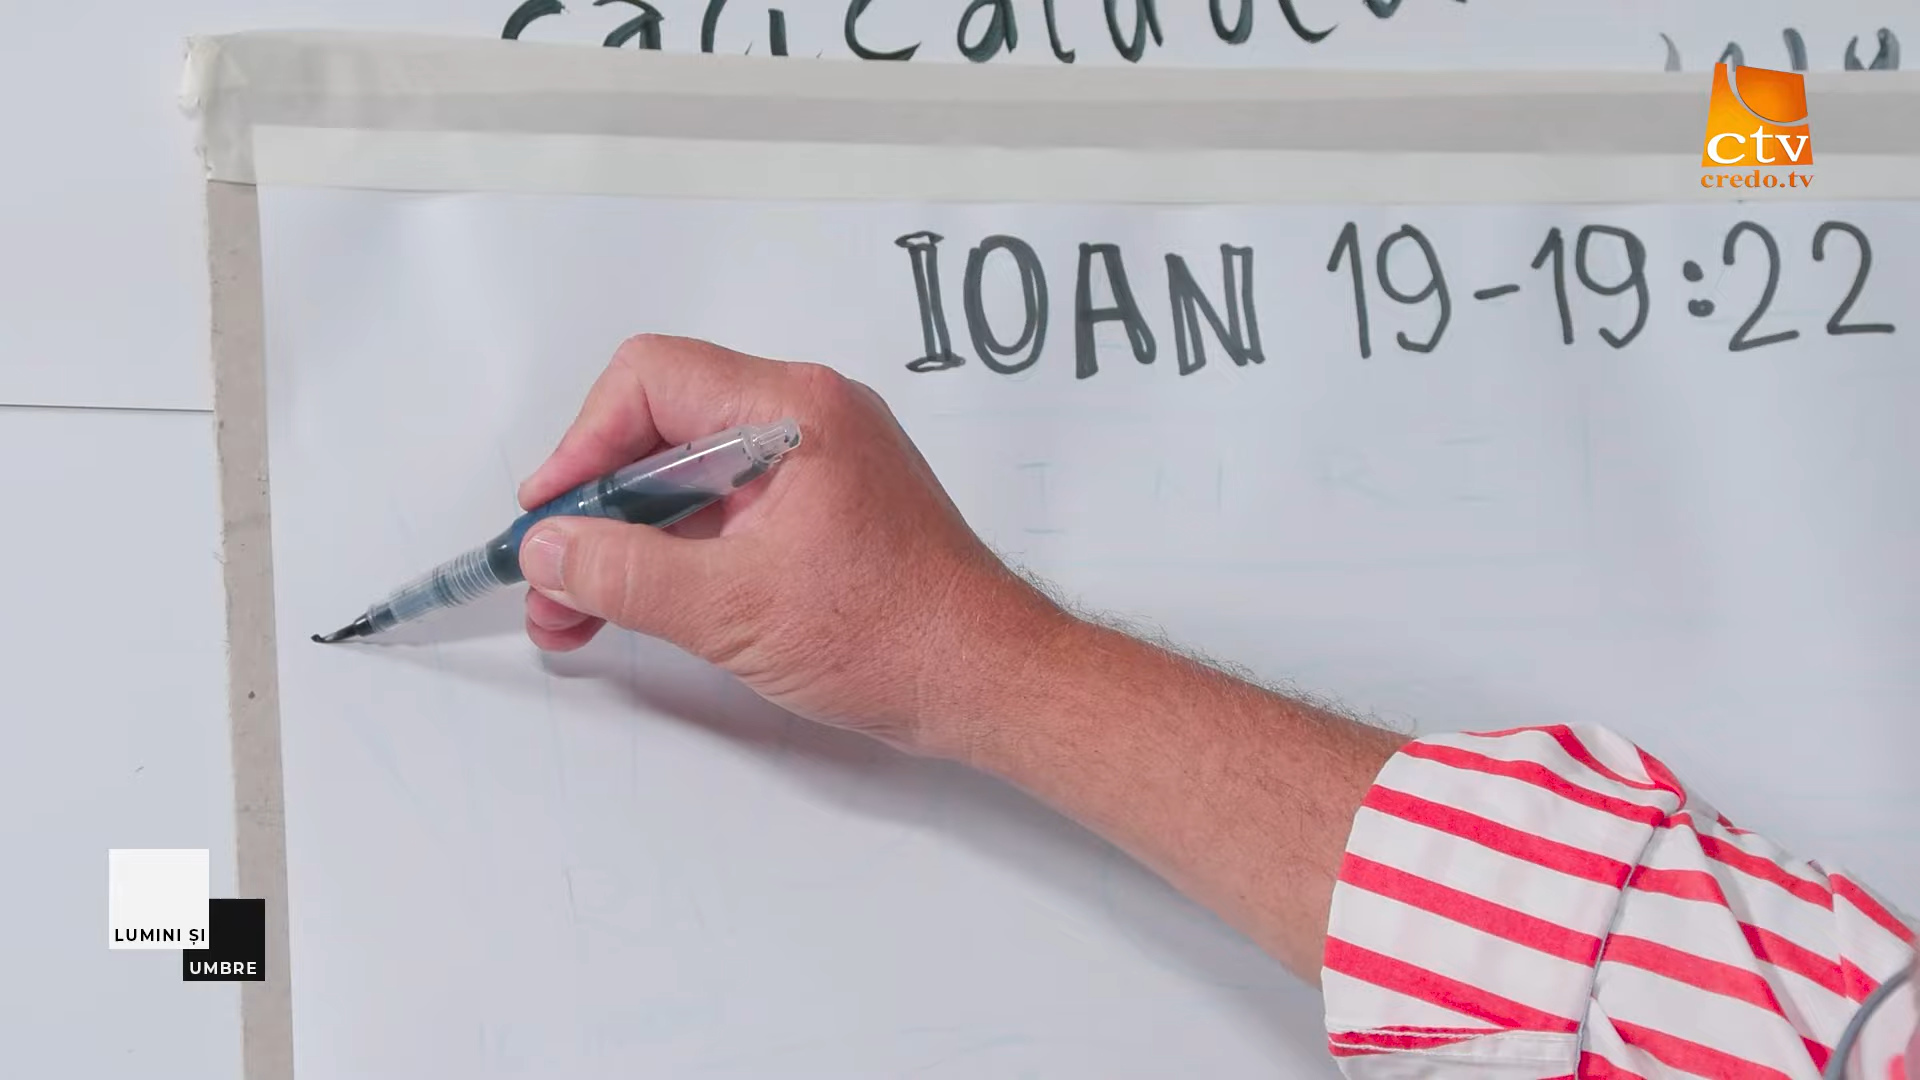 ctv
credo.tv
IOAN 19-19:22
I N R I
LUMINI ȘI
UMBRE